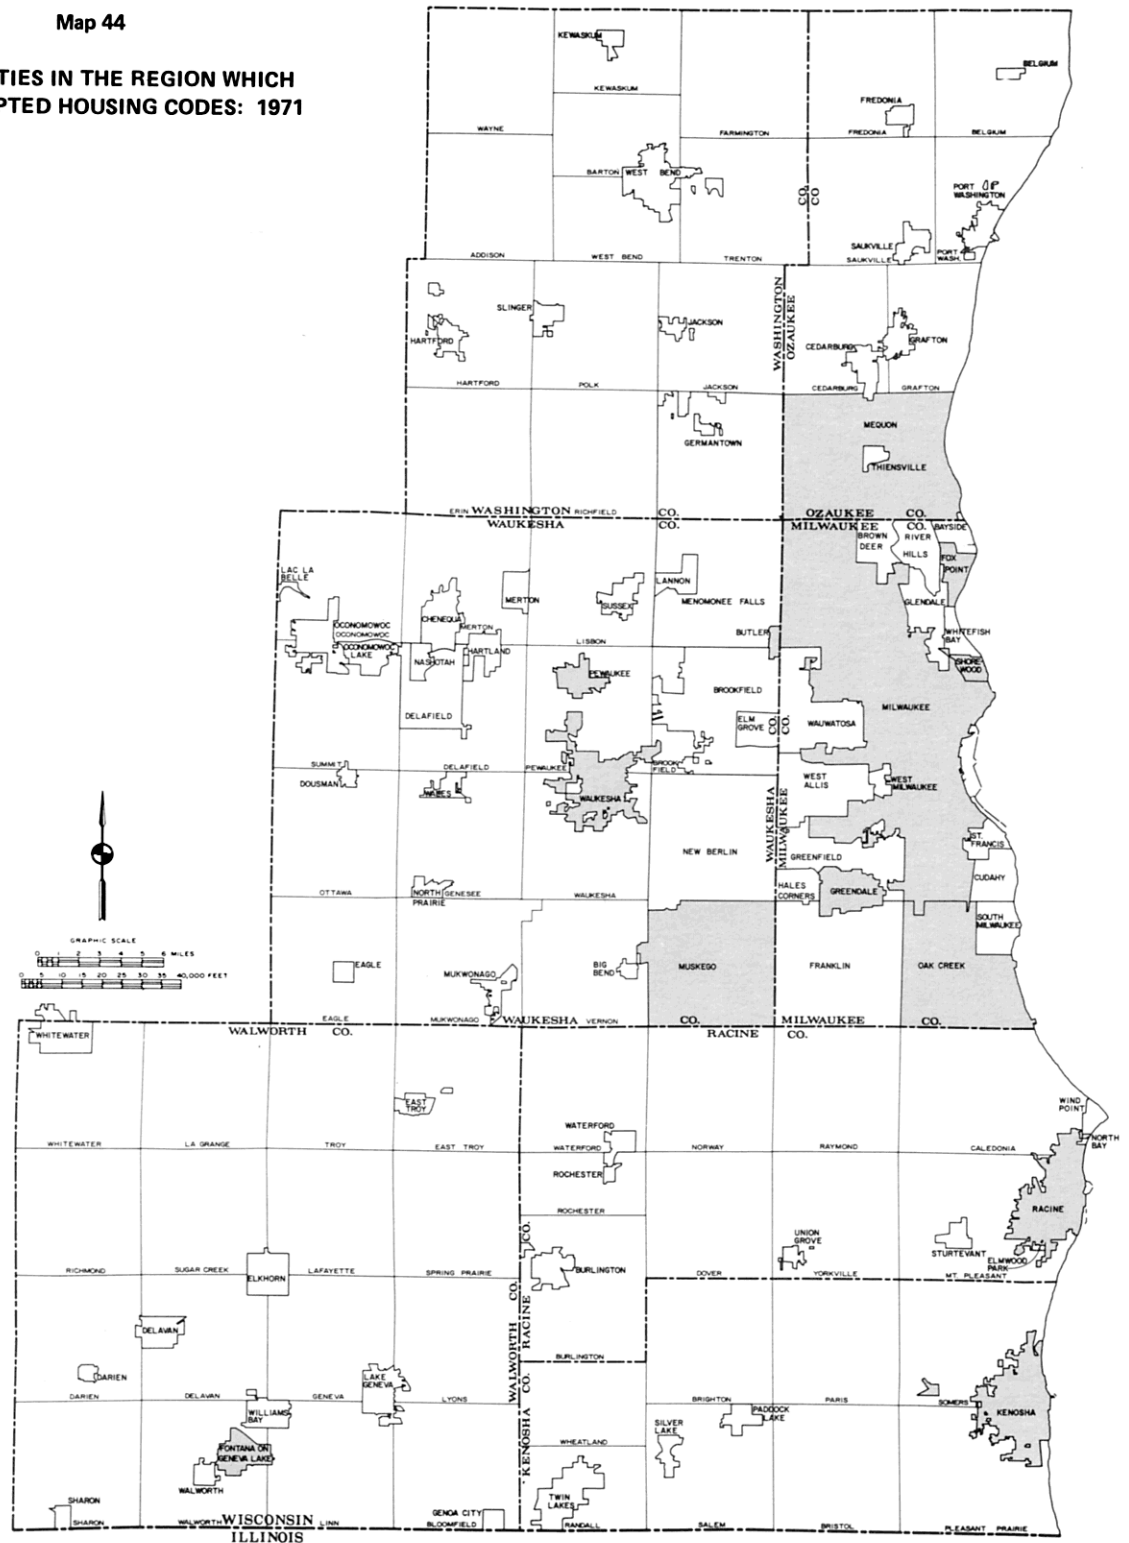 Map 44
TIES IN THE REGION WHICH
PTED HOUSING CODES: 1971
KEWASKUM
BELGIUM
KEWASKUM
FREDONIA
WAYNE
FARMINGTON
FREDONIA
BELGIUM
BARTON
WEST BEND
PORT
WASHINGTON
CO.
CO
SAUKVILLE
SAUKVILLE
PORT
WASH.
ADDISON
WEST BEND
TRENTON
SLINGER
JACKSON
HARTFORD
WASHINGTON
OZAUKEE
CEDARBURG
GRAFTON
HARTFORD
POLK
JACKSON
CEDARBURG
GRAFTON
MEQUON
GERMANTOWN
THIENSVILLE
ERIN
WASHINGTON
RICHFIELD
CO.
OZAUKEE CO.
WAUKESHA
CO.
MILWAUKEE CO.
BAYSIDE
BROWN
DEER
RIVER
HILLS
FOX
POINT
LAC LA
BELLE
LANNON
MERTON
SUSSEX
MENOMONEE FALLS
GLENDALE
CHENEQUA
MERTON
OCONOMOWOC
OCONOMOWOC
OCONOMOWOC
LAKE
NASHOTAH
HARTLAND
LISBON
BUTLER
WHITEFISH
BAY
SHORE-
WOOD
PEWAUKEE
BROOKFIELD
DELAFIELD
ELM
GROVE
CO.
CO.
WAUWATOSA
MILWAUKEE
SUMMIT
DOUSMAN
DELAFIELD
WALES
PEWAUKEE
BROOK
FIELD
WEST
ALLIS
WEST
MILWAUKEE
WAUKESHA
WAUKESHA
MILWAUKEE
NEW BERLIN
GREENFIELD
ST.
FRANCIS
CUDAHY
HALES
CORNERS
GREENDALE
OTTAWA
NORTH
PRAIRIE
GENESEE
WAUKESHA
SOUTH
MILWAUKEE
GRAPHIC SCALE
0 1 2 3 4 5 6 MILES
0 5 10 15 20 25 30 35 40,000 FEET
EAGLE
MUKWONAGO
BIG
BEND
MUSKEGO
FRANKLIN
OAK CREEK
EAGLE
MUKWONAGO
WAUKESHA
VERNON
CO.
MILWAUKEE
CO.
WHITEWATER
WALWORTH CO.
RACINE
CO.
EAST
TROY
WIND
POINT
WATERFORD
NORTH
BAY
WHITEWATER
LA GRANGE
TROY
EAST TROY
WATERFORD
NORWAY
RAYMOND
CALEDONIA
ROCHESTER
ROCHESTER
RACINE
UNION
GROVE
STURTEVANT
ELMWOOD
PARK
BURLINGTON
RICHMOND
SUGAR CREEK
ELKHORN
LAFAYETTE
SPRING PRAIRIE
DOVER
YORKVILLE
MT. PLEASANT
WALWORTH CO.
KENOSHA CO. RACINE CO.
DELAVAN
BURLINGTON
DARIEN
LAKE
GENEVA
DARIEN
DELAVAN
GENEVA
LYONS
BRIGHTON
PARIS
SOMERS
KENOSHA
WILLIAMS
BAY
PADDOCK
LAKE
SILVER
LAKE
FONTANA ON
GENEVA LAKE
WHEATLAND
WALWORTH
TWIN
LAKES
SHARON
SHARON
WALWORTH
WISCONSIN
LINN
GENOA CITY
BLOOMFIELD
RANDALL
SALEM
BRISTOL
PLEASANT PRAIRIE
ILLINOIS